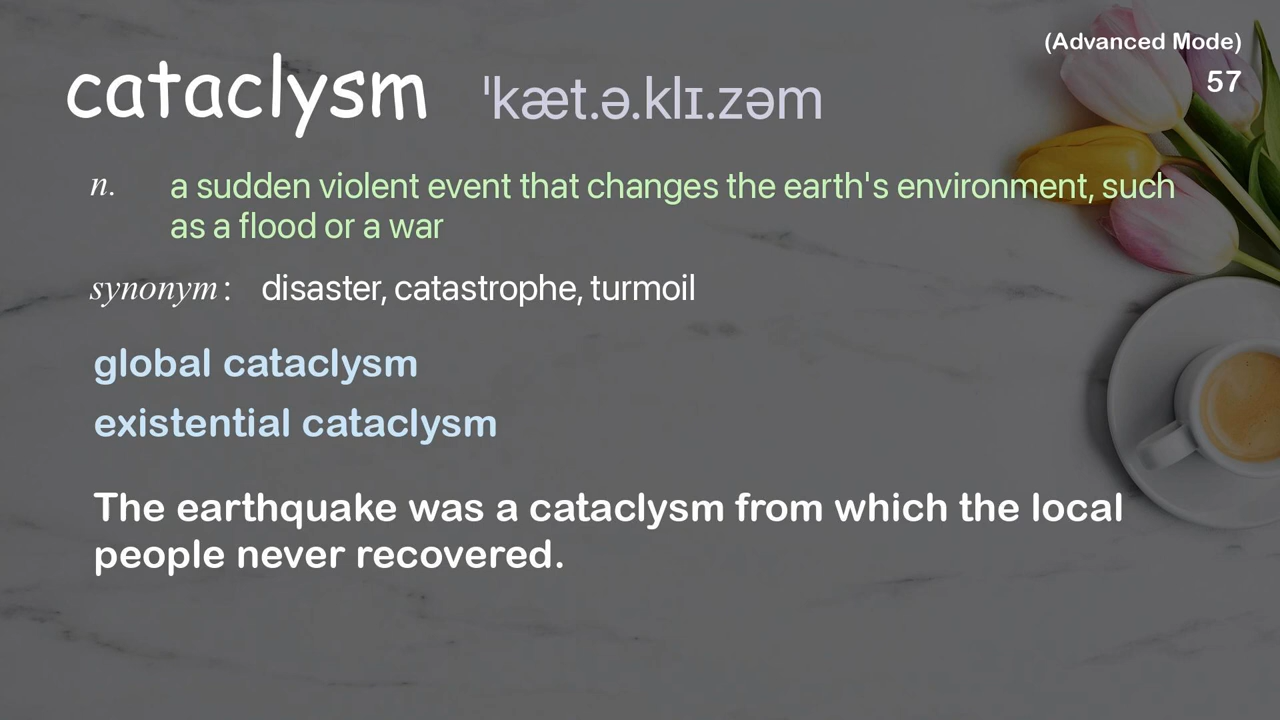 (Advanced Mode)
cataclysm ˈkæt.ə.klɪ.zəm
57
n. a sudden violent event that changes the earth's environment, such
as a flood or a war
synonym: disaster, catastrophe, turmoil
global cataclysm
existential cataclysm
The earthquake was a cataclysm from which the local
people never recovered.